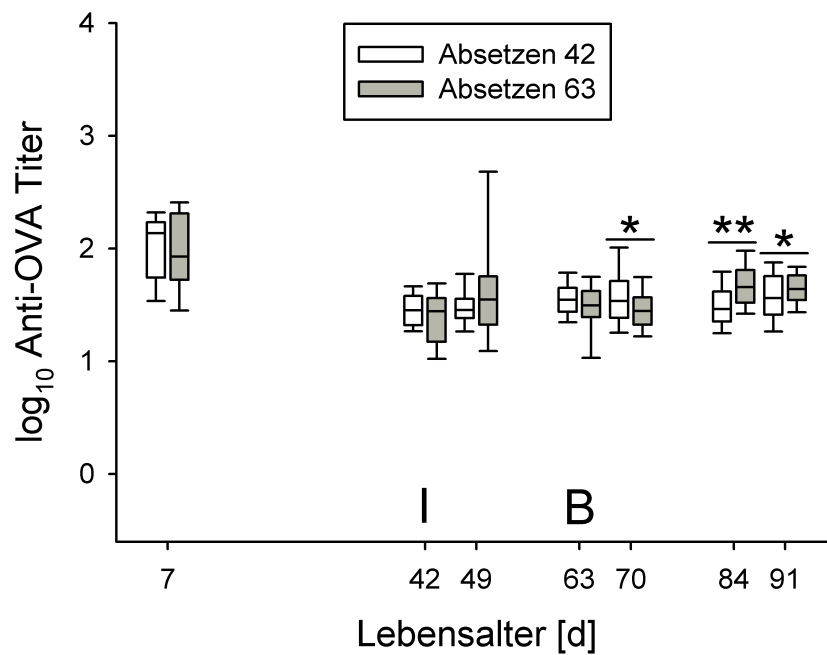 log₁₀ Anti-OVA Titer
4
3
2
1
0
Absetzen 42
Absetzen 63
*
**
*
I
B
7 42 49 63 70 84 91
Lebensalter [d]